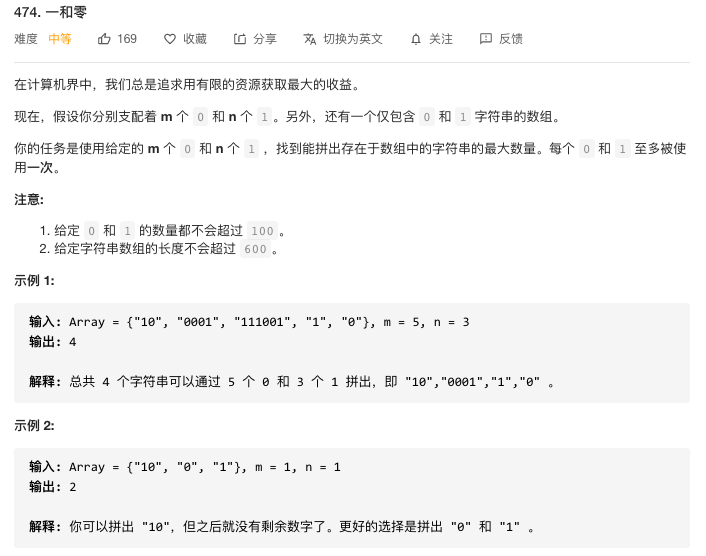 474. 一和零
难度 中等 169 收藏 分享 切换为英文 关注 反馈
在计算机界中，我们总是追求用有限的资源获取最大的收益。
现在，假设你分别支配着 m 个 0 和 n 个 1 。另外，还有一个仅包含 0 和 1 字符串的数组。
你的任务是使用给定的 m 个 0 和 n 个 1 ，找到能拼出存在于数组中的字符串的最大数量。每个 0 和 1 至多被使
用一次。
注意:
1. 给定 0 和 1 的数量都不会超过 100 。
2. 给定字符串数组的长度不会超过 600 。
示例 1:
输入: Array = {"10", "0001", "111001", "1", "0"}, m = 5, n = 3
输出: 4
解释: 总共 4 个字符串可以通过 5 个 0 和 3 个 1 拼出，即 "10","0001","1","0" 。
示例 2:
输入: Array = {"10", "0", "1"}, m = 1, n = 1
输出: 2
解释: 你可以拼出 "10"，但之后就没有剩余数字了。更好的选择是拼出 "0" 和 "1" 。